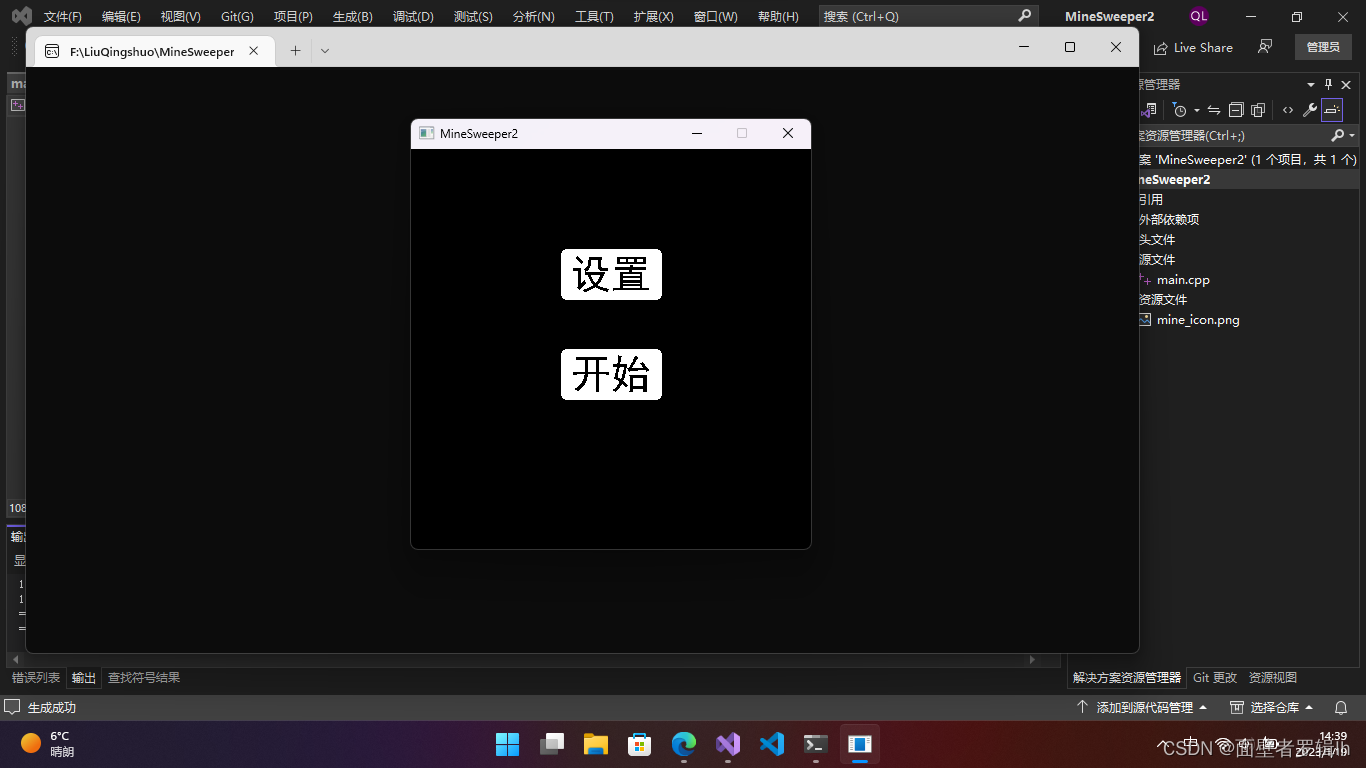 文件(F) 编辑(E) 视图(V) Git(G) 项目(P) 生成(B) 调试(D) 测试(S) 分析(N) 工具(T) 扩展(X) 窗口(W) 帮助(H) 搜索 (Ctrl+Q) MineSweeper2 QL
F:\LiuQingshuo\MineSweeper
Live Share 管理员
ma
源管理器
案资源管理器(Ctrl+;)
案 'MineSweeper2' (1 个项目，共 1 个)
neSweeper2
引用
外部依赖项
头文件
源文件
main.cpp
资源文件
mine_icon.png
MineSweeper2
设置
开始
108
输出
显
1
1
=
=
错误列表 输出 查找符号结果
解决方案资源管理器 Git 更改 资源视图
生成成功
添加到源代码管理 选择仓库
6°C
晴朗
中
14:39
2023/1/19
CSDN @面壁者罗辑lh